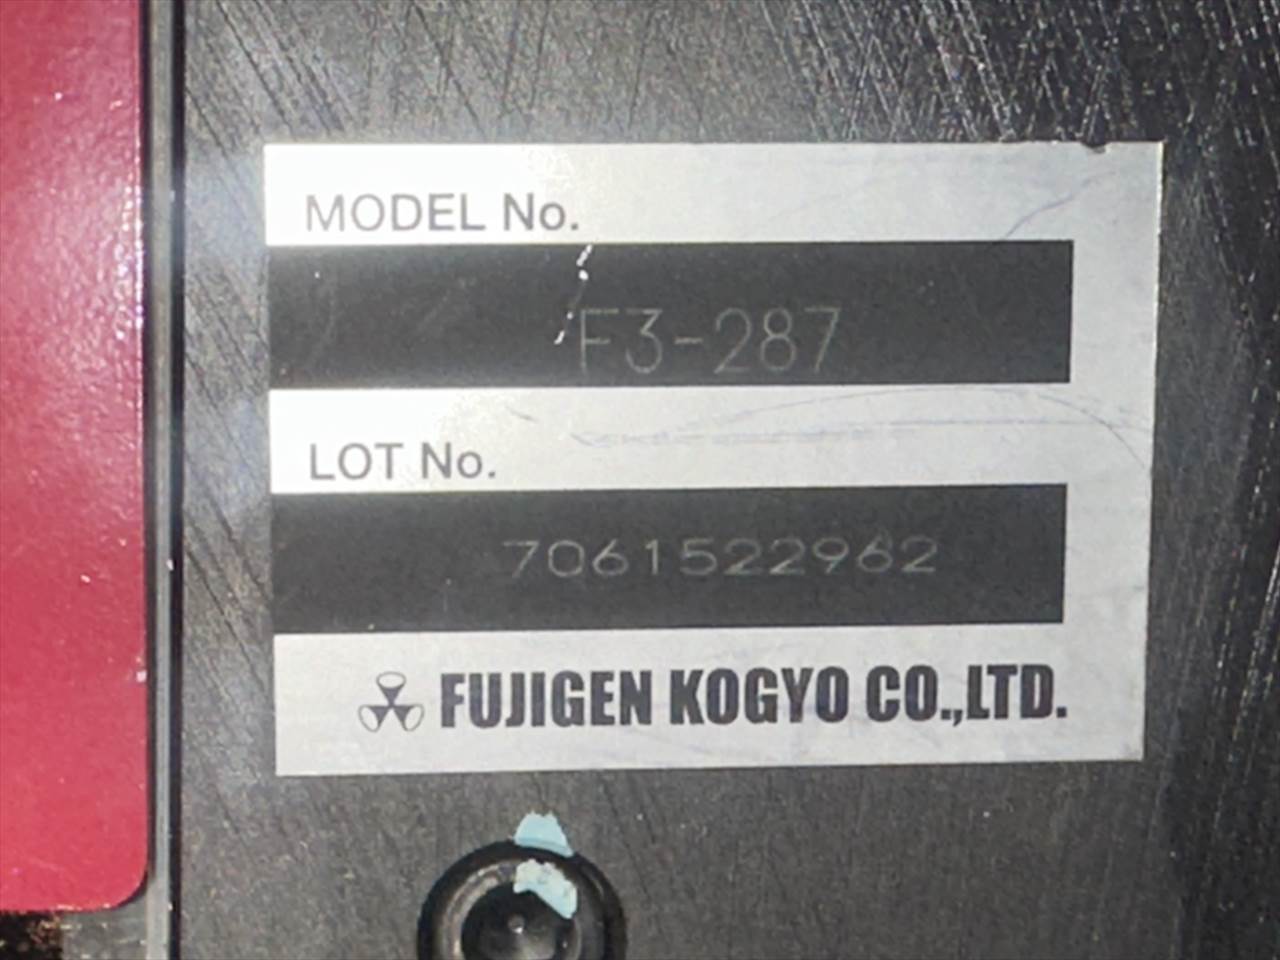 MODEL No.
F3-287
LOT No.
7061522962
FUJIGEN KOGYO CO.,LTD.